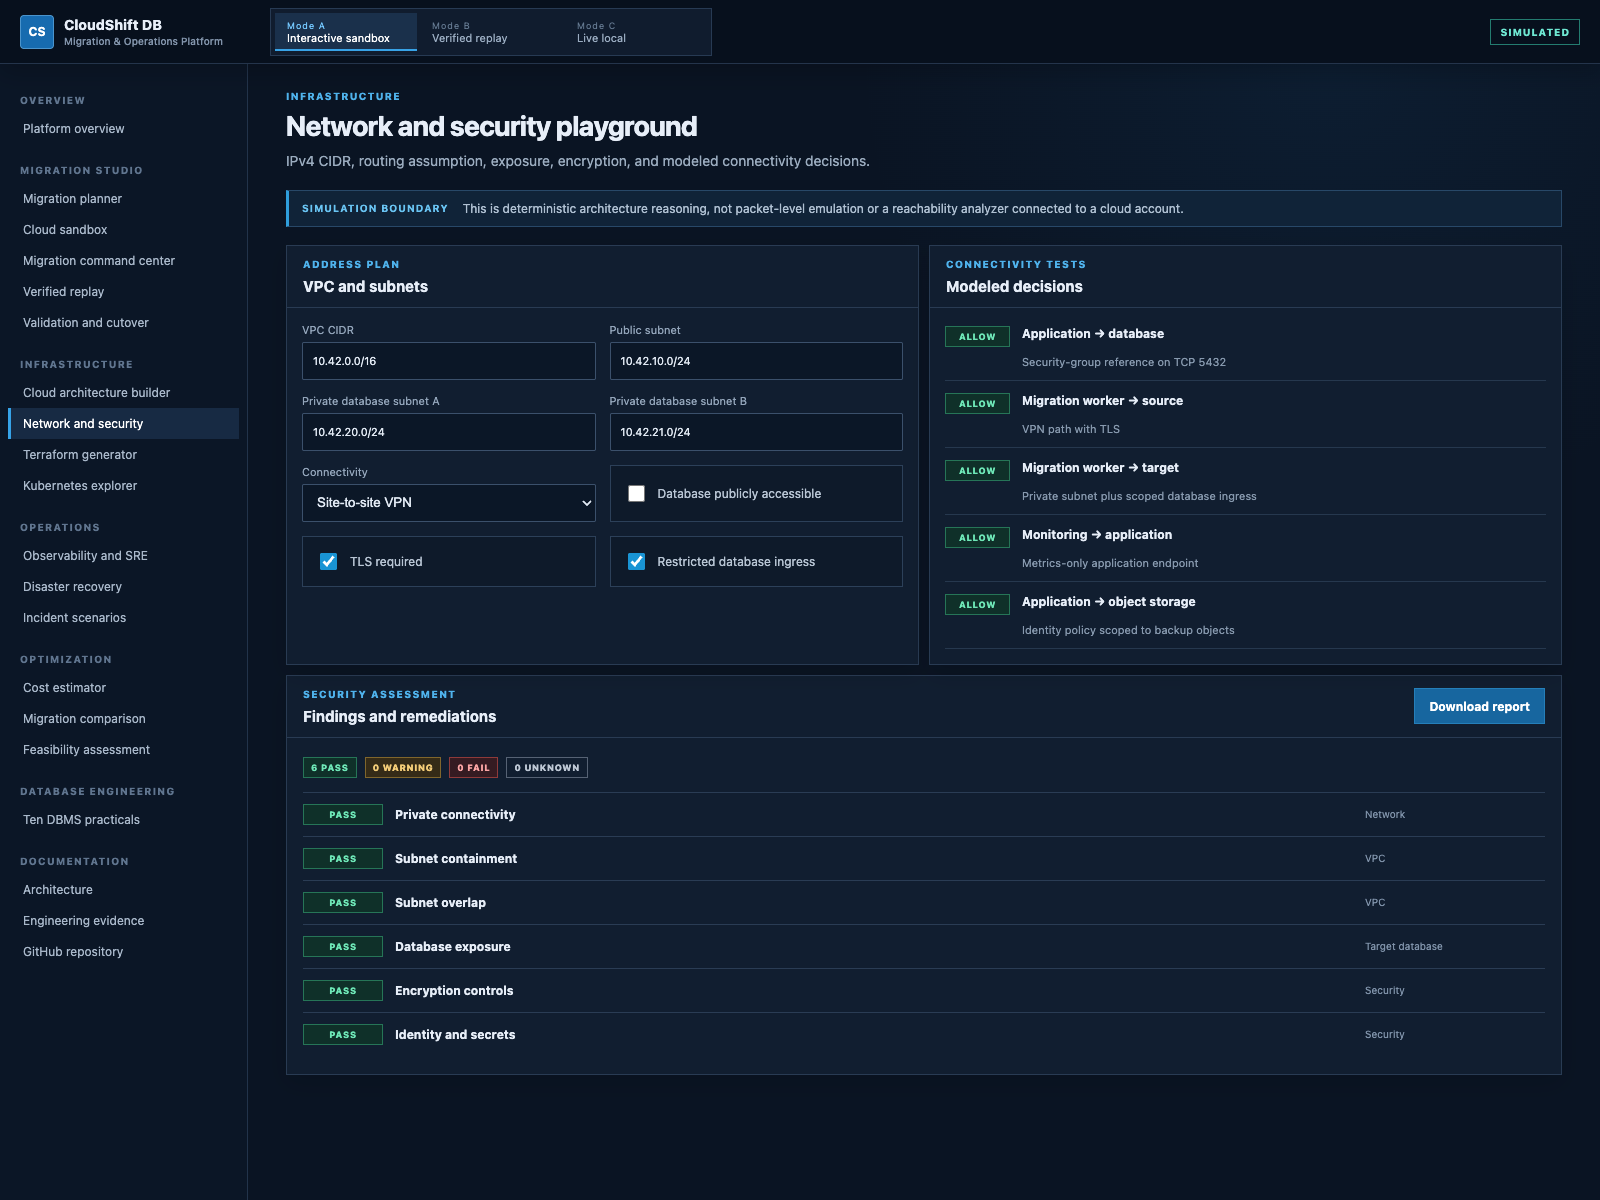 CS
CloudShift DB
Migration & Operations Platform
Mode A
Interactive sandbox
Mode B
Verified replay
Mode C
Live local
SIMULATED
OVERVIEW
Platform overview
MIGRATION STUDIO
Migration planner
Cloud sandbox
Migration command center
Verified replay
Validation and cutover
INFRASTRUCTURE
Cloud architecture builder
Network and security
Terraform generator
Kubernetes explorer
OPERATIONS
Observability and SRE
Disaster recovery
Incident scenarios
OPTIMIZATION
Cost estimator
Migration comparison
Feasibility assessment
DATABASE ENGINEERING
Ten DBMS practicals
DOCUMENTATION
Architecture
Engineering evidence
GitHub repository
INFRASTRUCTURE
Network and security playground
IPv4 CIDR, routing assumption, exposure, encryption, and modeled connectivity decisions.
SIMULATION BOUNDARY This is deterministic architecture reasoning, not packet-level emulation or a reachability analyzer connected to a cloud account.
ADDRESS PLAN
VPC and subnets
VPC CIDR
10.42.0.0/16
Public subnet
10.42.10.0/24
Private database subnet A
10.42.20.0/24
Private database subnet B
10.42.21.0/24
Connectivity
Site-to-site VPN
Database publicly accessible
TLS required
Restricted database ingress
CONNECTIVITY TESTS
Modeled decisions
ALLOW Application → database
Security-group reference on TCP 5432
ALLOW Migration worker → source
VPN path with TLS
ALLOW Migration worker → target
Private subnet plus scoped database ingress
ALLOW Monitoring → application
Metrics-only application endpoint
ALLOW Application → object storage
Identity policy scoped to backup objects
SECURITY ASSESSMENT
Findings and remediations
Download report
6 PASS 0 WARNING 0 FAIL 0 UNKNOWN
PASS Private connectivity Network
PASS Subnet containment VPC
PASS Subnet overlap VPC
PASS Database exposure Target database
PASS Encryption controls Security
PASS Identity and secrets Security